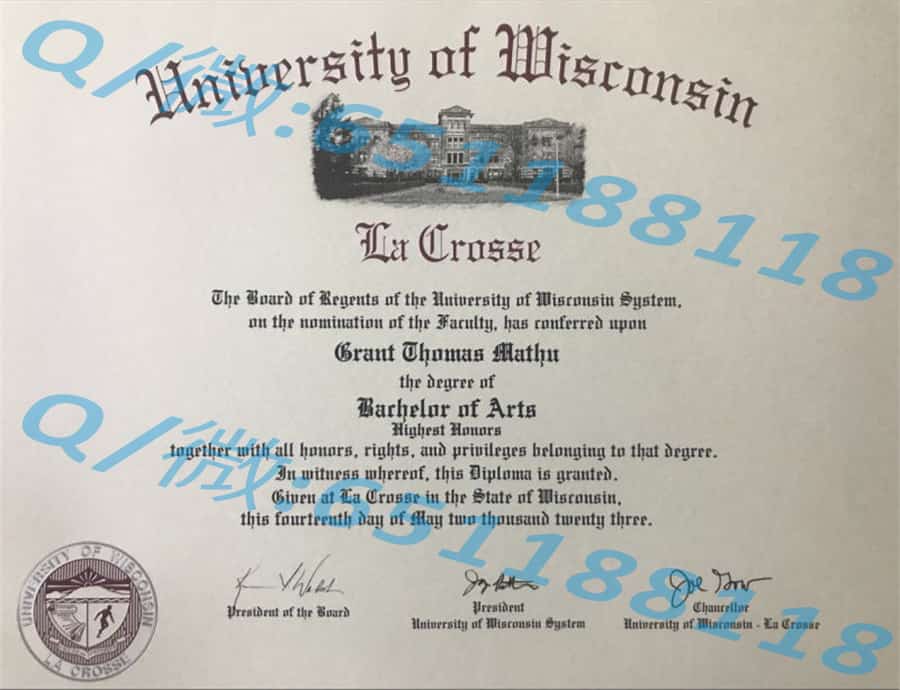 University of Wisconsin
La Crosse
The Board of Regents of the University of Wisconsin System,
on the nomination of the Faculty, has conferred upon
Grant Thomas Mathu
the degree of
Bachelor of Arts
Highest Honors
together with all honors, rights, and privileges belonging to that degree.
In witness whereof, this Diploma is granted.
Given at La Crosse in the State of Wisconsin,
this fourteenth day of May two thousand twenty three.
President of the Board
President
University of Wisconsin System
Chancellor
University of Wisconsin - La Crosse
UNIVERSITY OF WISCONSIN
LA CROSSE
Q/微:651188118
Q/微:651188118